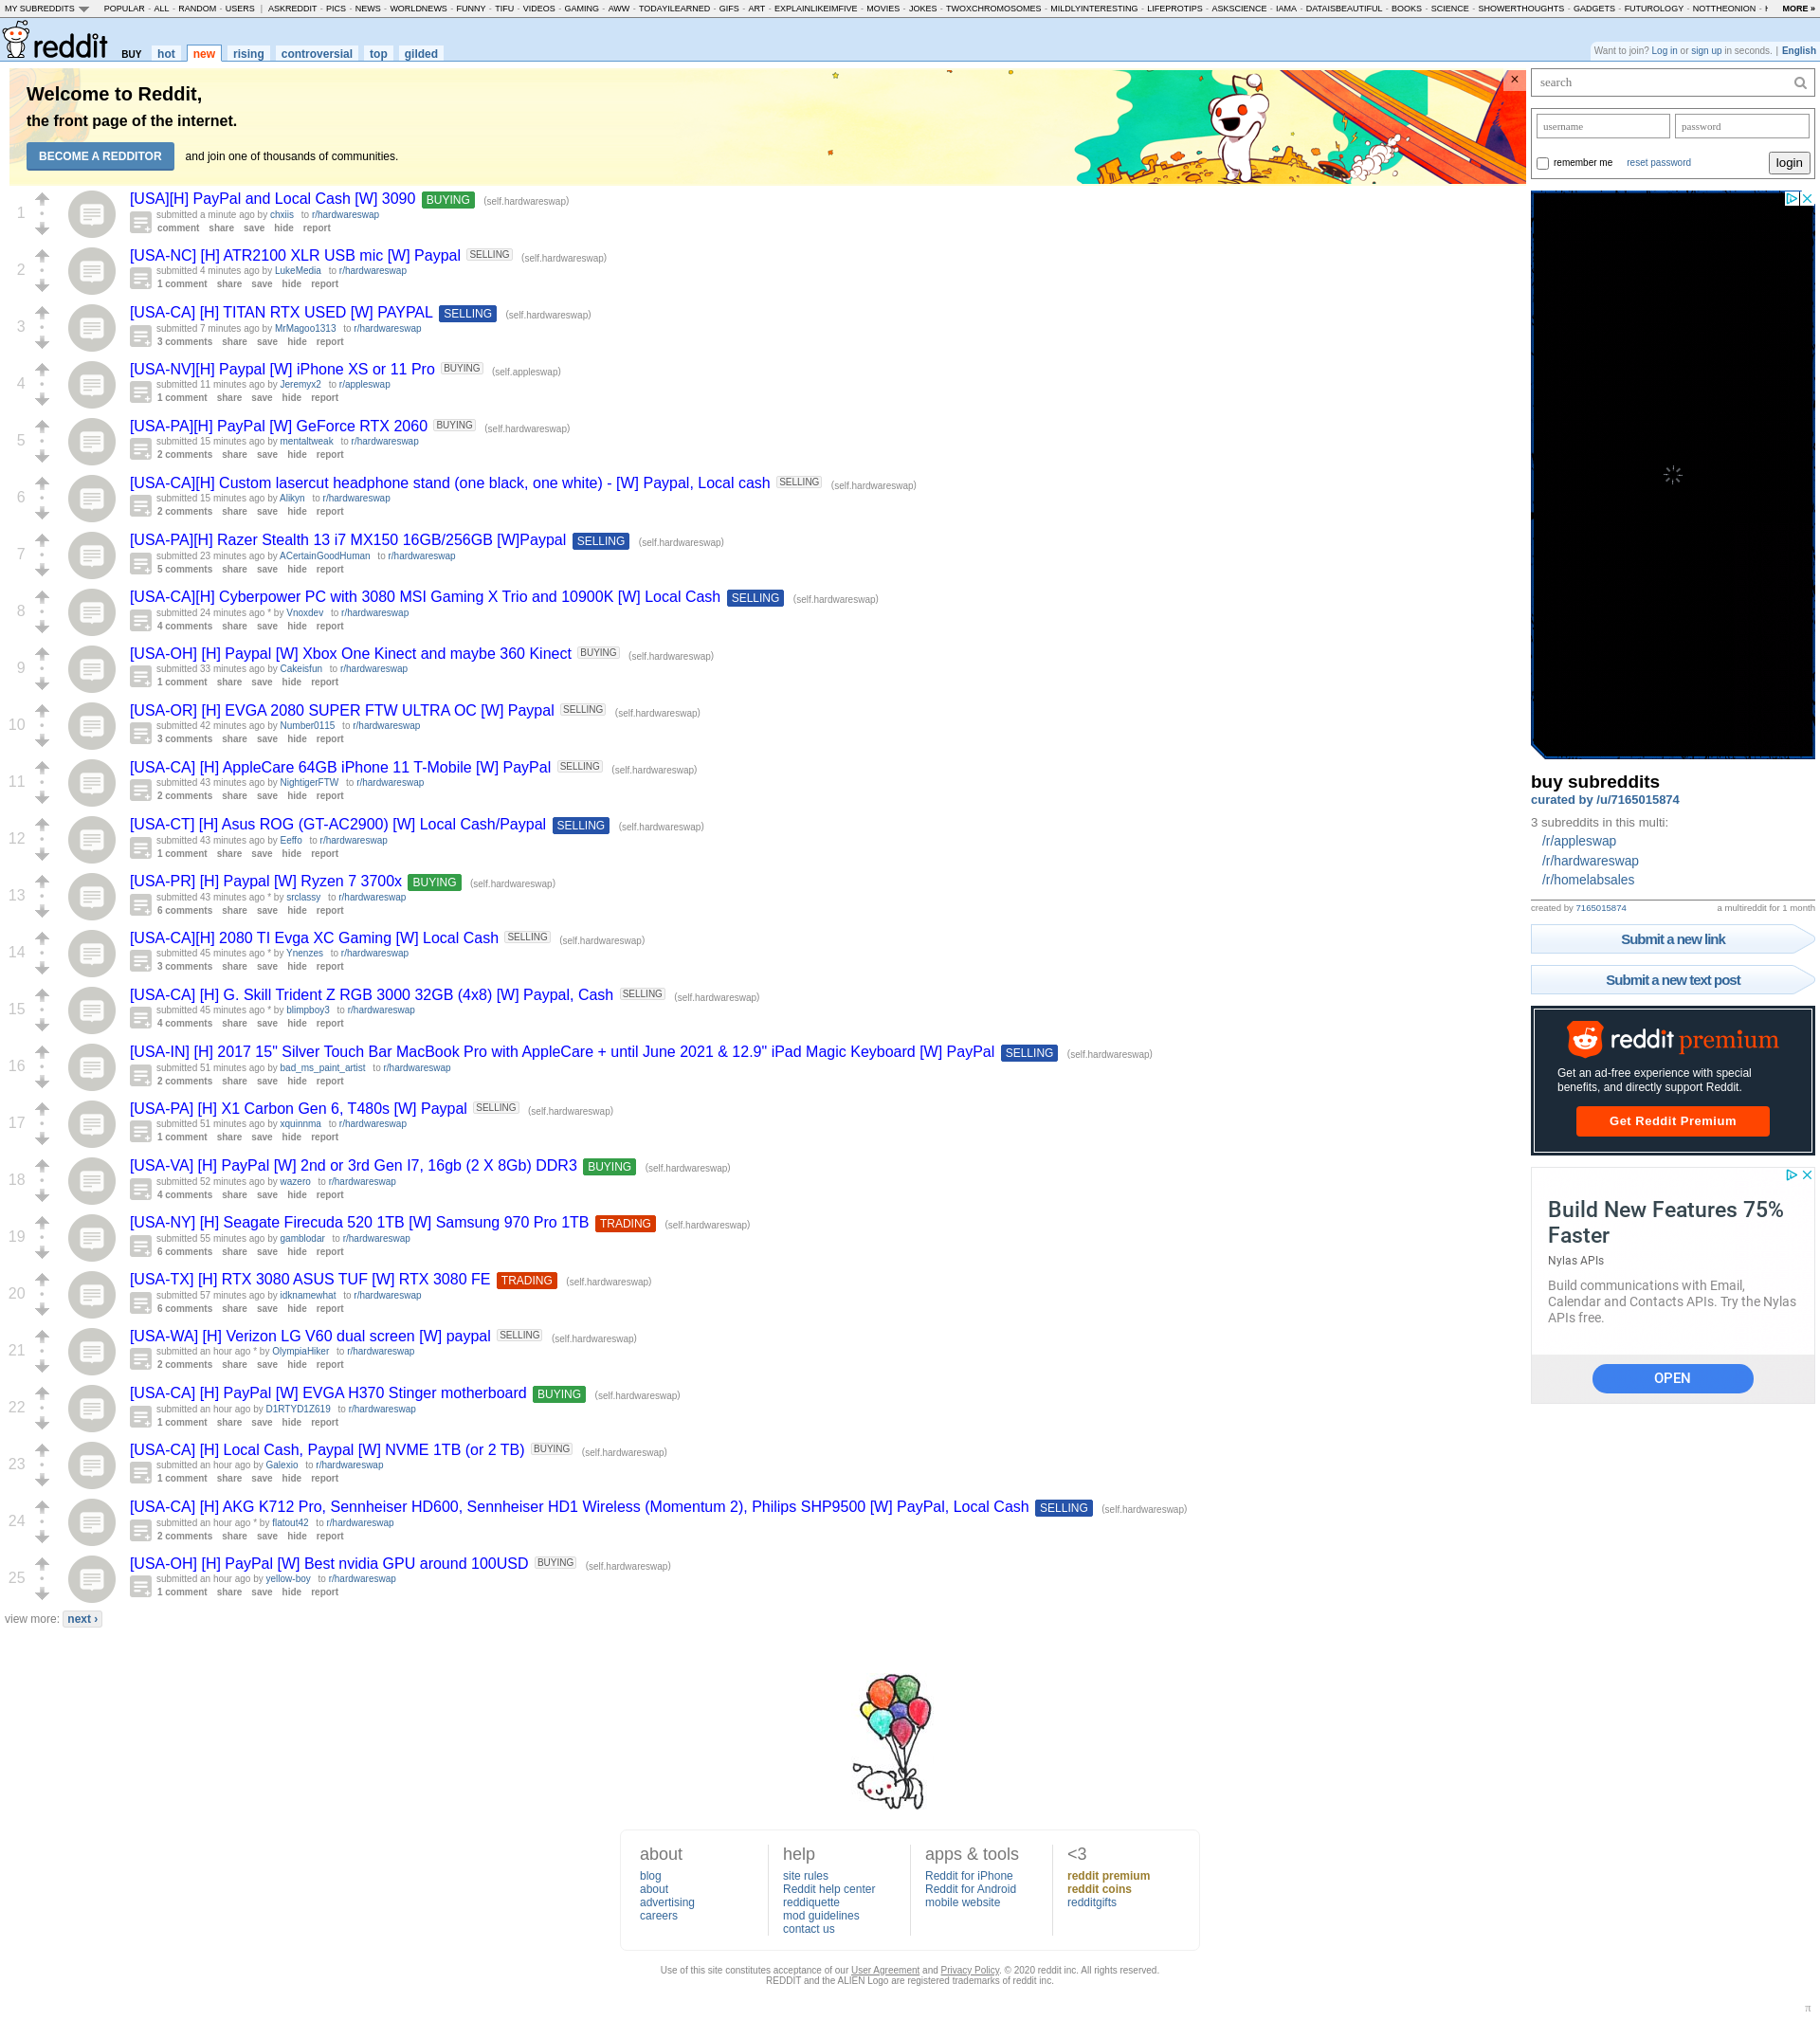 MY SUBREDDITS POPULAR - ALL - RANDOM - USERS | ASKREDDIT - PICS - NEWS - WORLDNEWS - FUNNY - TIFU - VIDEOS - GAMING - AWW - TODAYILEARNED - GIFS - ART - EXPLAINLIKEIMFIVE - MOVIES - JOKES - TWOXCHROMOSOMES - MILDLYINTERESTING - LIFEPROTIPS - ASKSCIENCE - IAMA - DATAISBEAUTIFUL - BOOKS - SCIENCE - SHOWERTHOUGHTS - GADGETS - FUTUROLOGY - NOTTHEONION - MORE »
reddit BUY hot new rising controversial top gilded
Want to join? Log in or sign up in seconds. | English
Welcome to Reddit,
the front page of the internet.
BECOME A REDDITOR and join one of thousands of communities.
×
1
[USA][H] PayPal and Local Cash [W] 3090 BUYING (self.hardwareswap)
submitted a minute ago by chxiis to r/hardwareswap
comment share save hide report
2
[USA-NC] [H] ATR2100 XLR USB mic [W] Paypal SELLING (self.hardwareswap)
submitted 4 minutes ago by LukeMedia to r/hardwareswap
1 comment share save hide report
3
[USA-CA] [H] TITAN RTX USED [W] PAYPAL SELLING (self.hardwareswap)
submitted 7 minutes ago by MrMagoo1313 to r/hardwareswap
3 comments share save hide report
4
[USA-NV][H] Paypal [W] iPhone XS or 11 Pro BUYING (self.appleswap)
submitted 11 minutes ago by Jeremyx2 to r/appleswap
1 comment share save hide report
5
[USA-PA][H] PayPal [W] GeForce RTX 2060 BUYING (self.hardwareswap)
submitted 15 minutes ago by mentaltweak to r/hardwareswap
2 comments share save hide report
6
[USA-CA][H] Custom lasercut headphone stand (one black, one white) - [W] Paypal, Local cash SELLING (self.hardwareswap)
submitted 15 minutes ago by Alikyn to r/hardwareswap
2 comments share save hide report
7
[USA-PA][H] Razer Stealth 13 i7 MX150 16GB/256GB [W]Paypal SELLING (self.hardwareswap)
submitted 23 minutes ago by ACertainGoodHuman to r/hardwareswap
5 comments share save hide report
8
[USA-CA][H] Cyberpower PC with 3080 MSI Gaming X Trio and 10900K [W] Local Cash SELLING (self.hardwareswap)
submitted 24 minutes ago * by Vnoxdev to r/hardwareswap
4 comments share save hide report
9
[USA-OH] [H] Paypal [W] Xbox One Kinect and maybe 360 Kinect BUYING (self.hardwareswap)
submitted 33 minutes ago by Cakeisfun to r/hardwareswap
1 comment share save hide report
10
[USA-OR] [H] EVGA 2080 SUPER FTW ULTRA OC [W] Paypal SELLING (self.hardwareswap)
submitted 42 minutes ago by Number0115 to r/hardwareswap
3 comments share save hide report
11
[USA-CA] [H] AppleCare 64GB iPhone 11 T-Mobile [W] PayPal SELLING (self.hardwareswap)
submitted 43 minutes ago by NightigerFTW to r/hardwareswap
2 comments share save hide report
12
[USA-CT] [H] Asus ROG (GT-AC2900) [W] Local Cash/Paypal SELLING (self.hardwareswap)
submitted 43 minutes ago by Eeffo to r/hardwareswap
1 comment share save hide report
13
[USA-PR] [H] Paypal [W] Ryzen 7 3700x BUYING (self.hardwareswap)
submitted 43 minutes ago * by srclassy to r/hardwareswap
6 comments share save hide report
14
[USA-CA][H] 2080 TI Evga XC Gaming [W] Local Cash SELLING (self.hardwareswap)
submitted 45 minutes ago * by Ynenzes to r/hardwareswap
3 comments share save hide report
15
[USA-CA] [H] G. Skill Trident Z RGB 3000 32GB (4x8) [W] Paypal, Cash SELLING (self.hardwareswap)
submitted 45 minutes ago * by blimpboy3 to r/hardwareswap
4 comments share save hide report
16
[USA-IN] [H] 2017 15" Silver Touch Bar MacBook Pro with AppleCare + until June 2021 & 12.9" iPad Magic Keyboard [W] PayPal SELLING (self.hardwareswap)
submitted 51 minutes ago by bad_ms_paint_artist to r/hardwareswap
2 comments share save hide report
17
[USA-PA] [H] X1 Carbon Gen 6, T480s [W] Paypal SELLING (self.hardwareswap)
submitted 51 minutes ago by xquinnma to r/hardwareswap
1 comment share save hide report
18
[USA-VA] [H] PayPal [W] 2nd or 3rd Gen I7, 16gb (2 X 8Gb) DDR3 BUYING (self.hardwareswap)
submitted 52 minutes ago by wazero to r/hardwareswap
4 comments share save hide report
19
[USA-NY] [H] Seagate Firecuda 520 1TB [W] Samsung 970 Pro 1TB TRADING (self.hardwareswap)
submitted 55 minutes ago by gamblodar to r/hardwareswap
6 comments share save hide report
20
[USA-TX] [H] RTX 3080 ASUS TUF [W] RTX 3080 FE TRADING (self.hardwareswap)
submitted 57 minutes ago by idknamewhat to r/hardwareswap
6 comments share save hide report
21
[USA-WA] [H] Verizon LG V60 dual screen [W] paypal SELLING (self.hardwareswap)
submitted an hour ago * by OlympiaHiker to r/hardwareswap
2 comments share save hide report
22
[USA-CA] [H] PayPal [W] EVGA H370 Stinger motherboard BUYING (self.hardwareswap)
submitted an hour ago by D1RTYD1Z619 to r/hardwareswap
1 comment share save hide report
23
[USA-CA] [H] Local Cash, Paypal [W] NVME 1TB (or 2 TB) BUYING (self.hardwareswap)
submitted an hour ago by Galexio to r/hardwareswap
1 comment share save hide report
24
[USA-CA] [H] AKG K712 Pro, Sennheiser HD600, Sennheiser HD1 Wireless (Momentum 2), Philips SHP9500 [W] PayPal, Local Cash SELLING (self.hardwareswap)
submitted an hour ago * by flatout42 to r/hardwareswap
2 comments share save hide report
25
[USA-OH] [H] PayPal [W] Best nvidia GPU around 100USD BUYING (self.hardwareswap)
submitted an hour ago by yellow-boy to r/hardwareswap
1 comment share save hide report
view more: next ›
search
username password
remember me reset password login
buy subreddits
curated by /u/7165015874
3 subreddits in this multi:
/r/appleswap
/r/hardwareswap
/r/homelabsales
created by 7165015874 a multireddit for 1 month
Submit a new link
Submit a new text post
reddit premium
Get an ad-free experience with special
benefits, and directly support Reddit.
Get Reddit Premium
Build New Features 75%
Faster
Nylas APIs
Build communications with Email,
Calendar and Contacts APIs. Try the Nylas
APIs free.
OPEN
about
blog
about
advertising
careers
help
site rules
Reddit help center
reddiquette
mod guidelines
contact us
apps & tools
Reddit for iPhone
Reddit for Android
mobile website
<3
reddit premium
reddit coins
redditgifts
Use of this site constitutes acceptance of our User Agreement and Privacy Policy. © 2020 reddit inc. All rights reserved.
REDDIT and the ALIEN Logo are registered trademarks of reddit inc.
π